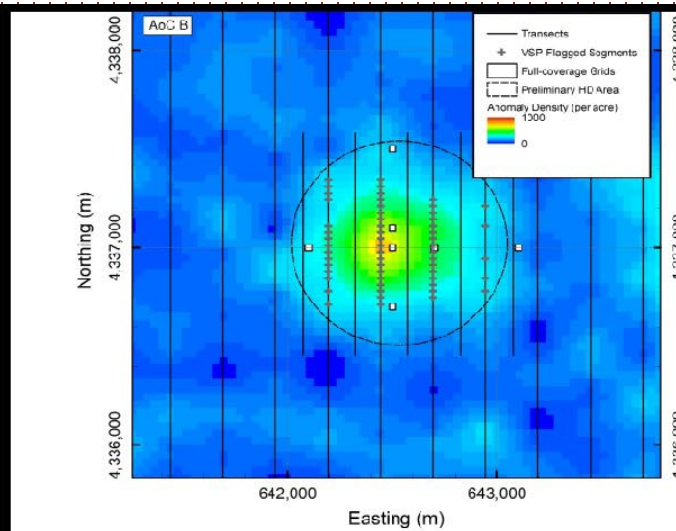 AoC B
Transects
VSP Flagged Segments
Full-coverage Grids
Preliminary HD Area
Anomaly Density (per acre)
1000
0
4,338,000
4,337,000
4,336,000
Northing (m)
642,000
643,000
Easting (m)